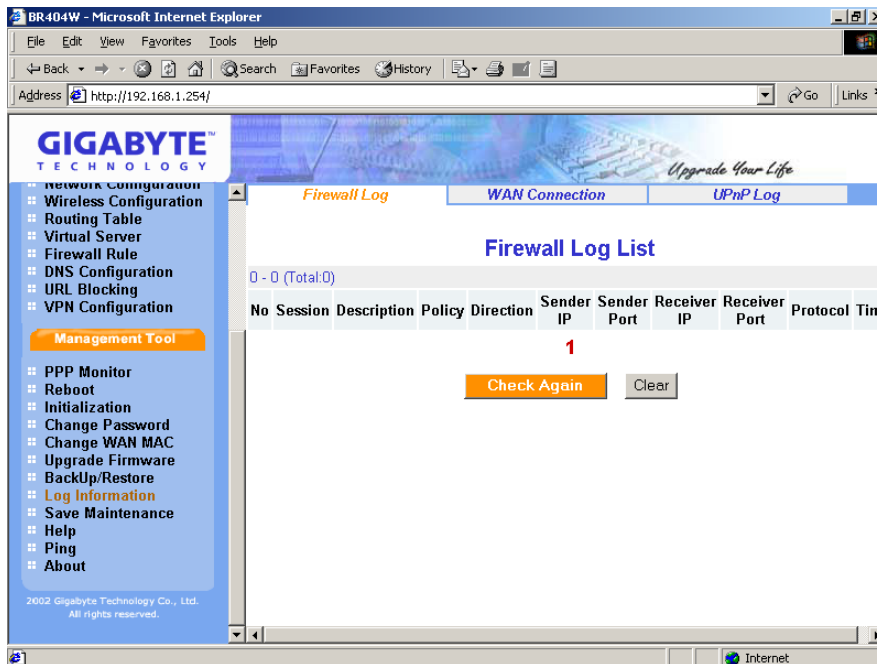 BR404W - Microsoft Internet Explorer
File Edit View Favorites Tools Help
Back Search Favorites History
Address http://192.168.1.254/ Go Links
GIGABYTE™
TECHNOLOGY
Upgrade Your Life
Network Configuration
Wireless Configuration
Routing Table
Virtual Server
Firewall Rule
DNS Configuration
URL Blocking
VPN Configuration
Management Tool
PPP Monitor
Reboot
Initialization
Change Password
Change WAN MAC
Upgrade Firmware
BackUp/Restore
Log Information
Save Maintenance
Help
Ping
About
2002 Gigabyte Technology Co., Ltd.
All rights reserved.
Firewall Log WAN Connection UPnP Log
Firewall Log List
0 - 0 (Total:0)
No Session Description Policy Direction Sender IP Sender Port Receiver IP Receiver Port Protocol Tim
1
Check Again Clear
Internet